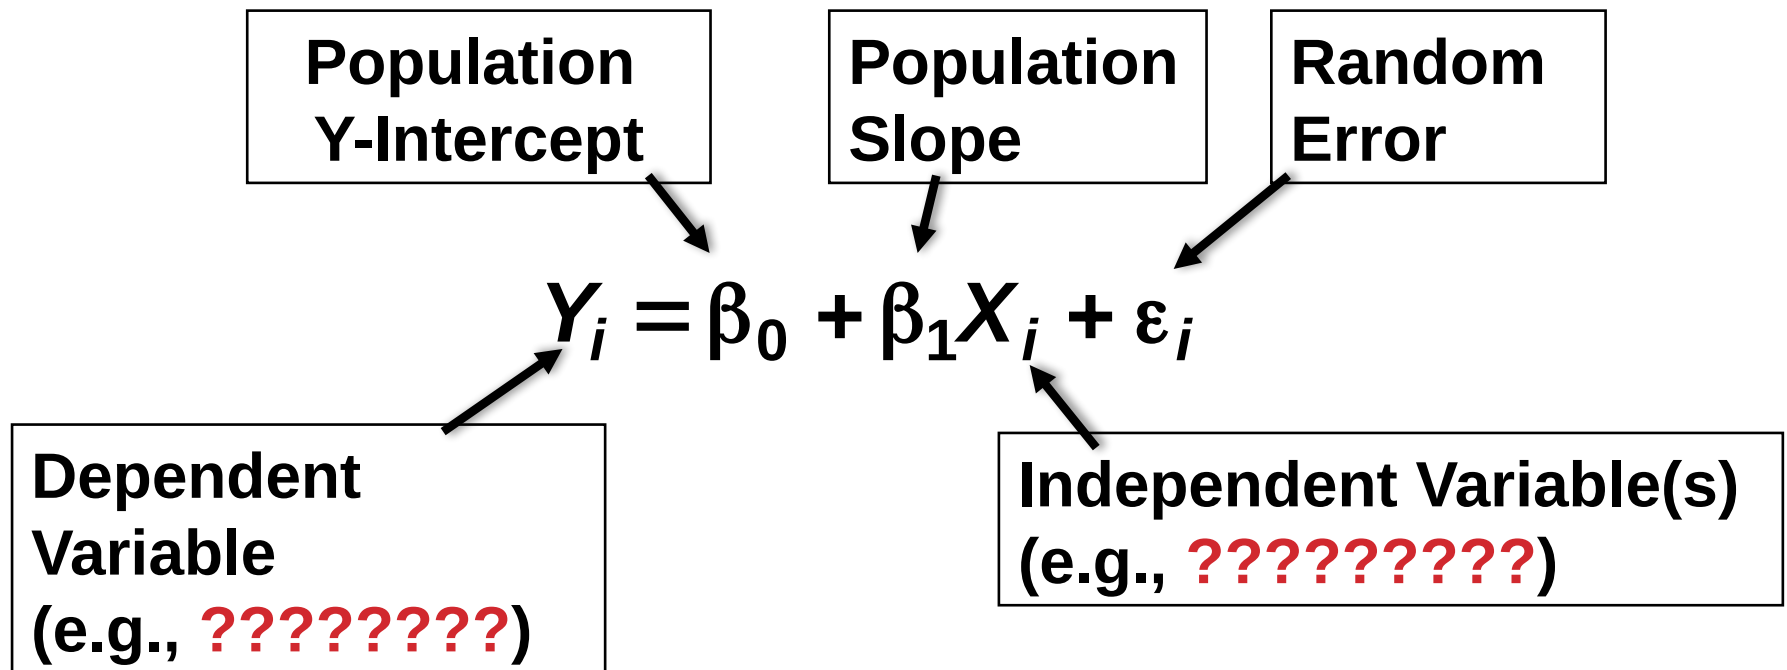 Population
Y-Intercept
Population
Slope
Random
Error
Yᵢ = β₀ + β₁Xᵢ + εᵢ
Dependent
Variable
(e.g., ????????)
Independent Variable(s)
(e.g., ?????????)